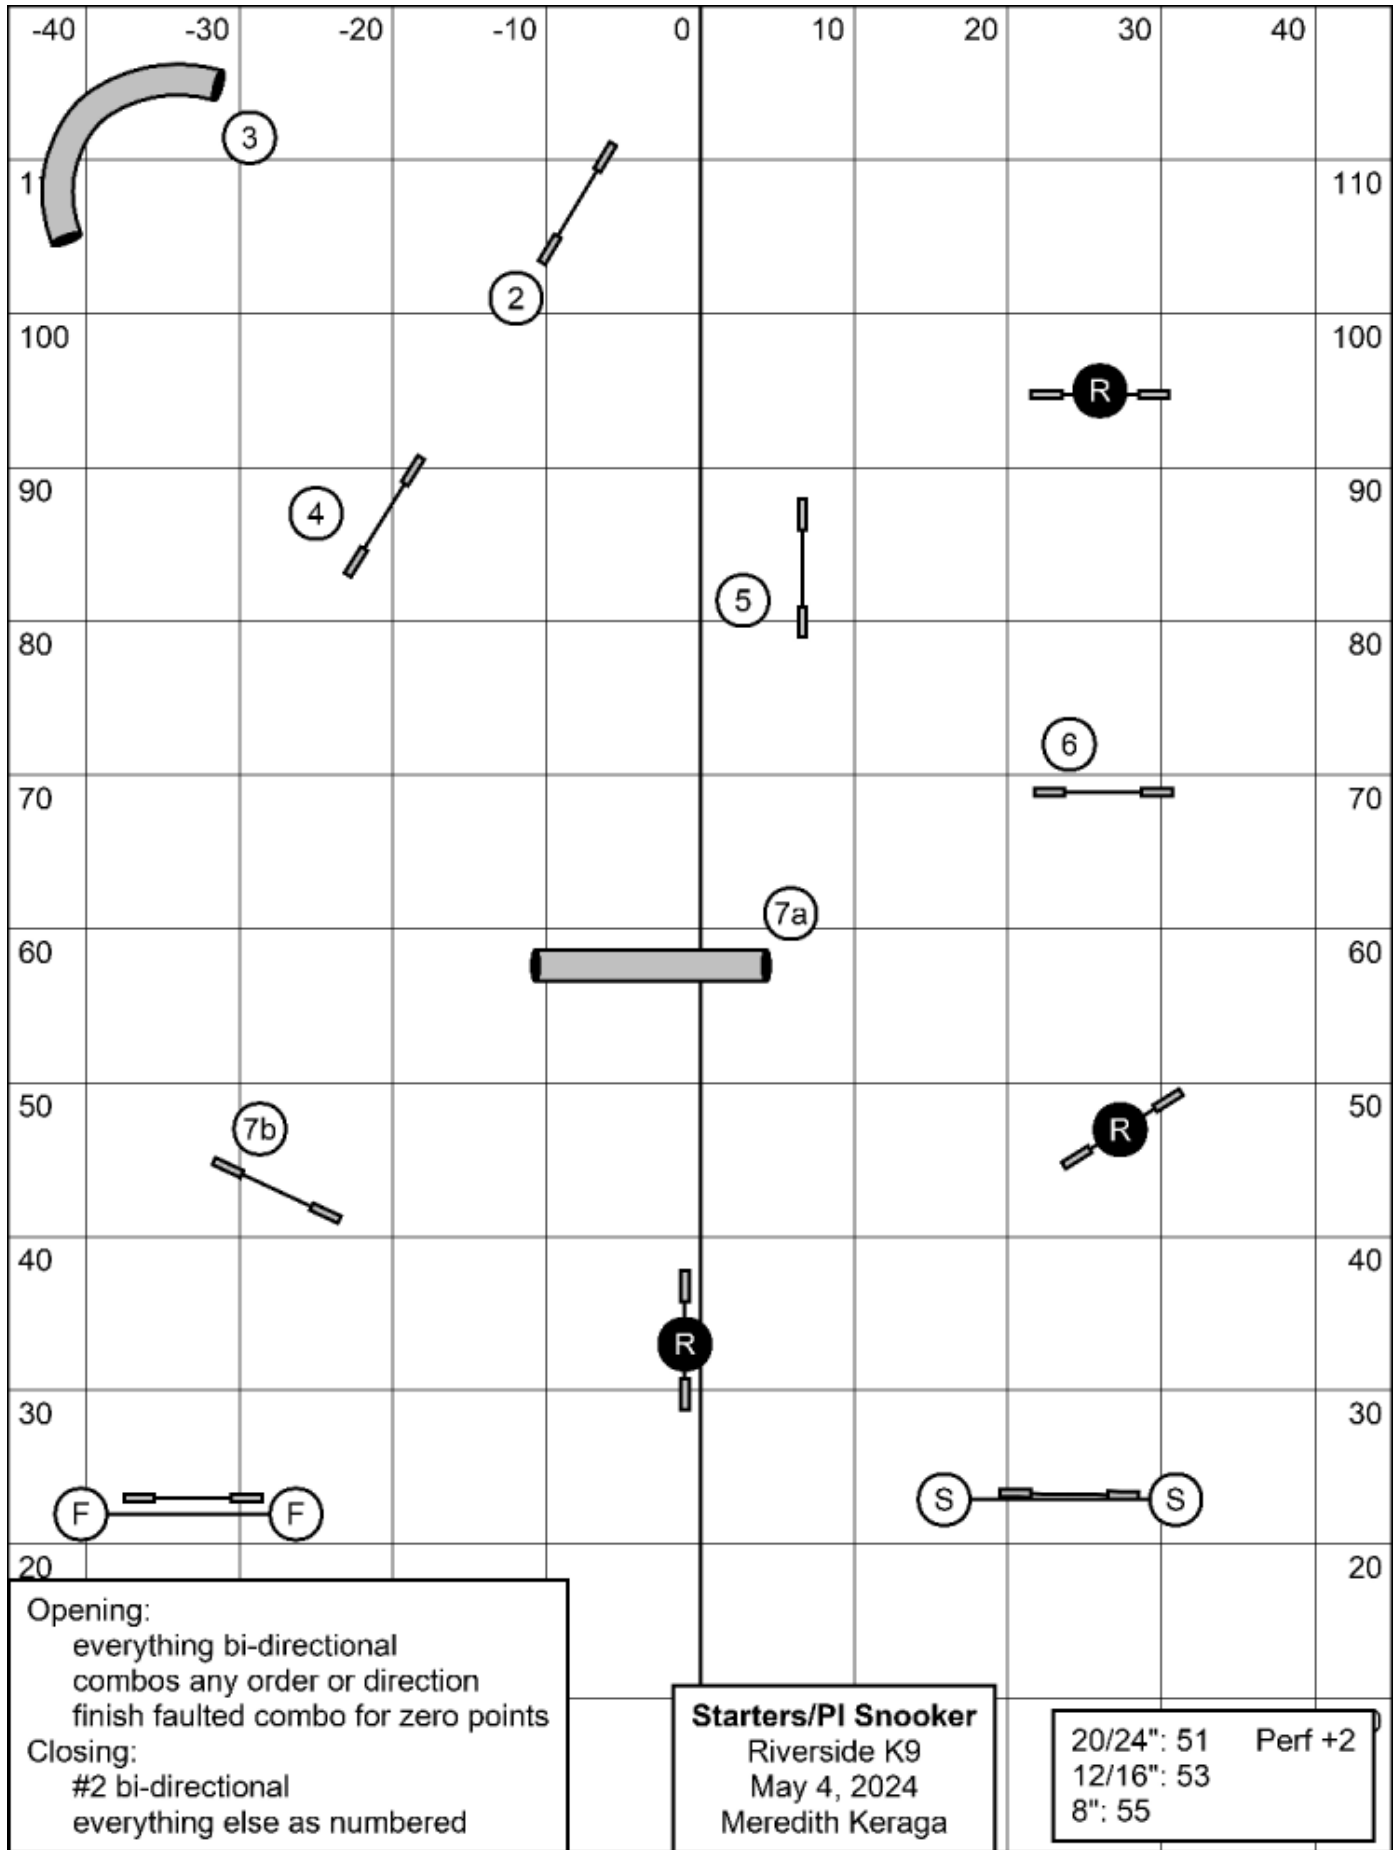 -40 -30 -20 -10 0 10 20 30 40
3
110
2
100 100
R
90 90
4
5
80 80
6
70 70
7a
60 60
50 50
7b R
40 40
R
30 30
F F S S
20 20
Opening:
everything bi-directional
combos any order or direction
finish faulted combo for zero points
Closing:
#2 bi-directional
everything else as numbered
Starters/PI Snooker
Riverside K9
May 4, 2024
Meredith Keraga
20/24": 51 Perf +2
12/16": 53
8": 55